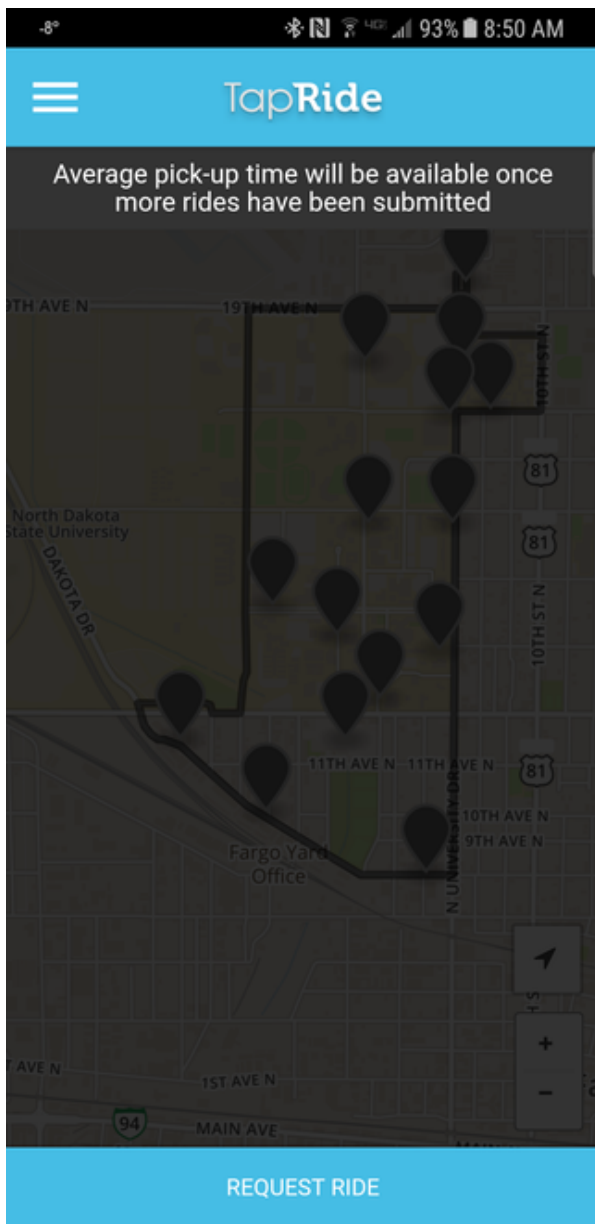 -8°
4G 93% 8:50 AM
TapRide
Average pick-up time will be available once
more rides have been submitted
9TH AVE N
19TH AVE N
10TH ST N
81
North Dakota
State University
81
DAKOTA DR
10TH ST N
11TH AVE N
11TH AVE N
81
10TH AVE N
9TH AVE N
Fargo Yard
Office
N UNIVERSITY DR
T AVE N
1ST AVE N
94
MAIN AVE
REQUEST RIDE